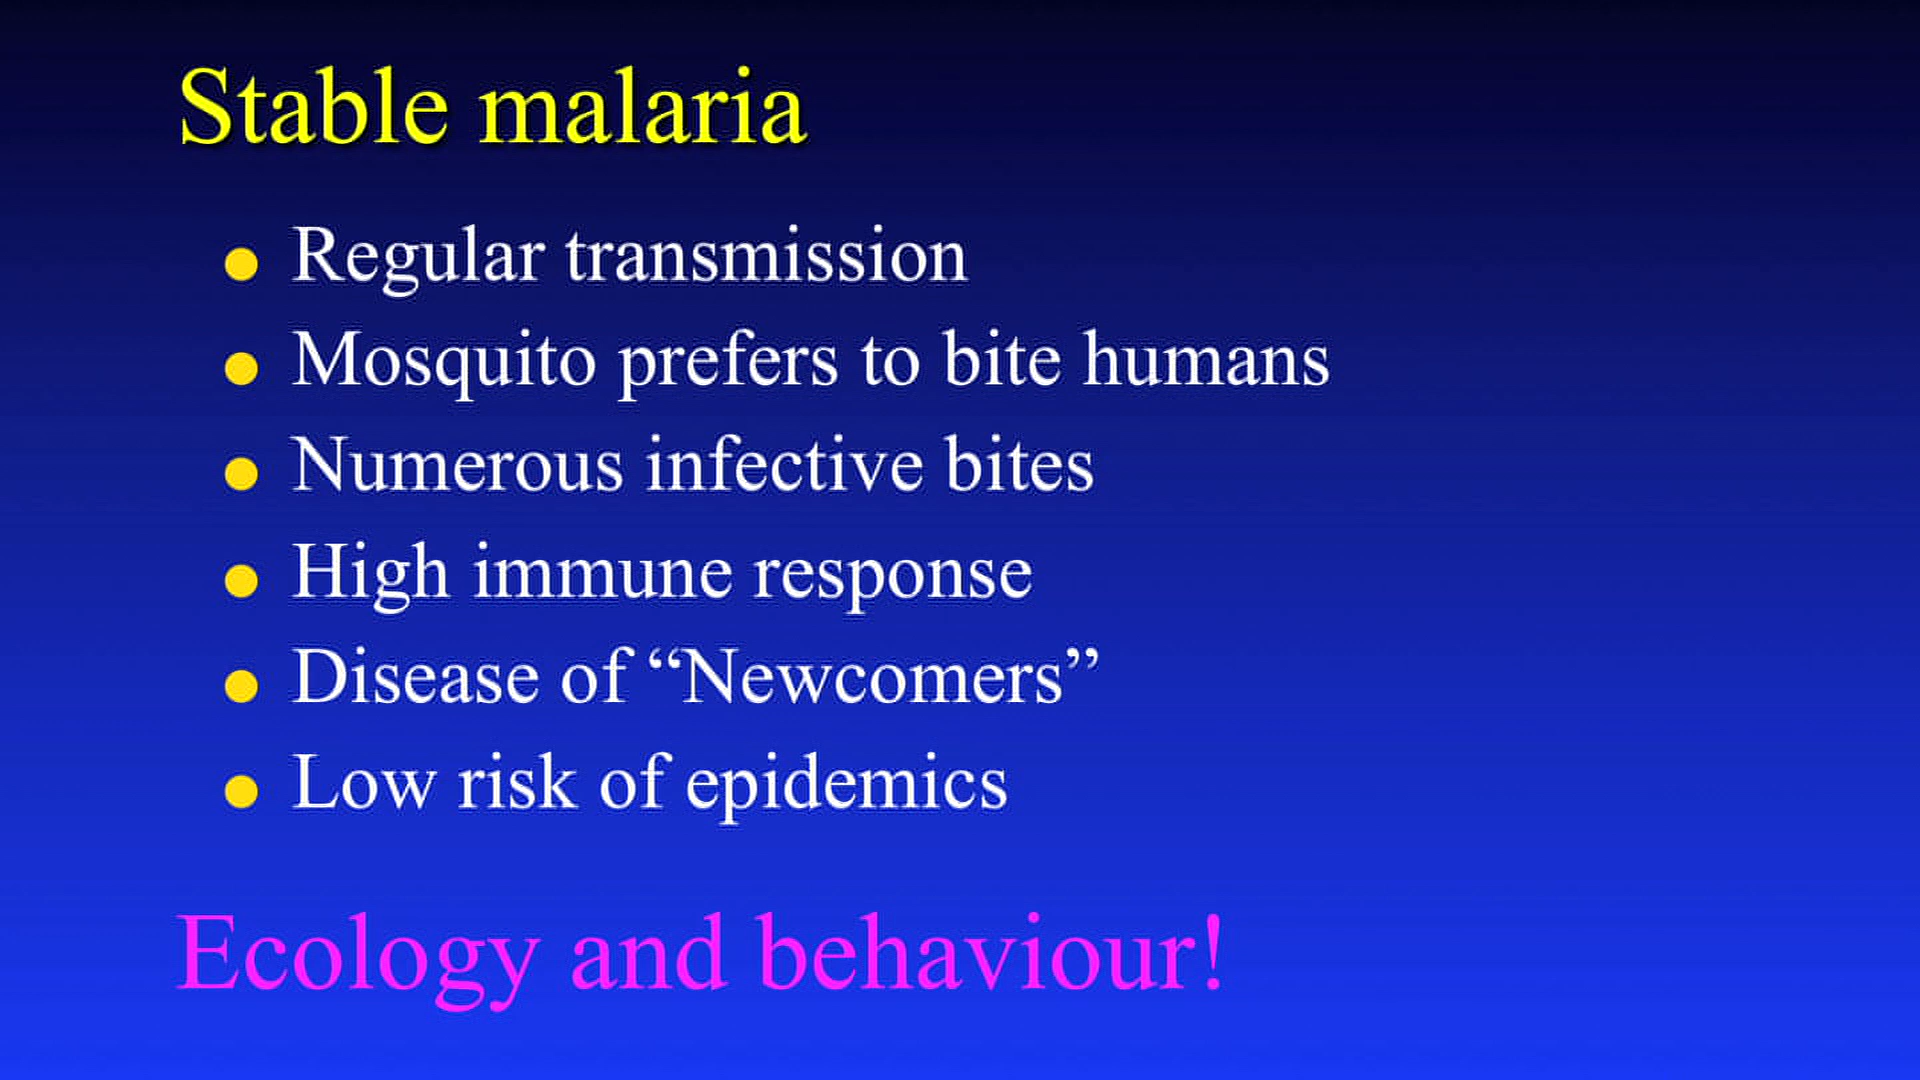 Stable malaria
Regular transmission
Mosquito prefers to bite humans
Numerous infective bites
High immune response
Disease of “Newcomers”
Low risk of epidemics
Ecology and behaviour!